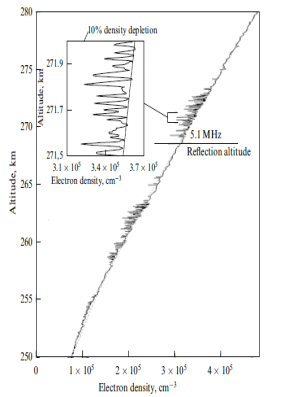 280
275
270
265
260
255
250
Altitude, km
0
1 × 10⁵
2 × 10⁵
3 × 10⁵
4 × 10⁵
Electron density, cm⁻³
10% density depletion
271.9
271.7
271.5
Altitude, km
3.1 × 10⁵
3.4 × 10⁵
3.7 × 10⁵
Electron density, cm⁻³
5.1 MHz
Reflection altitude